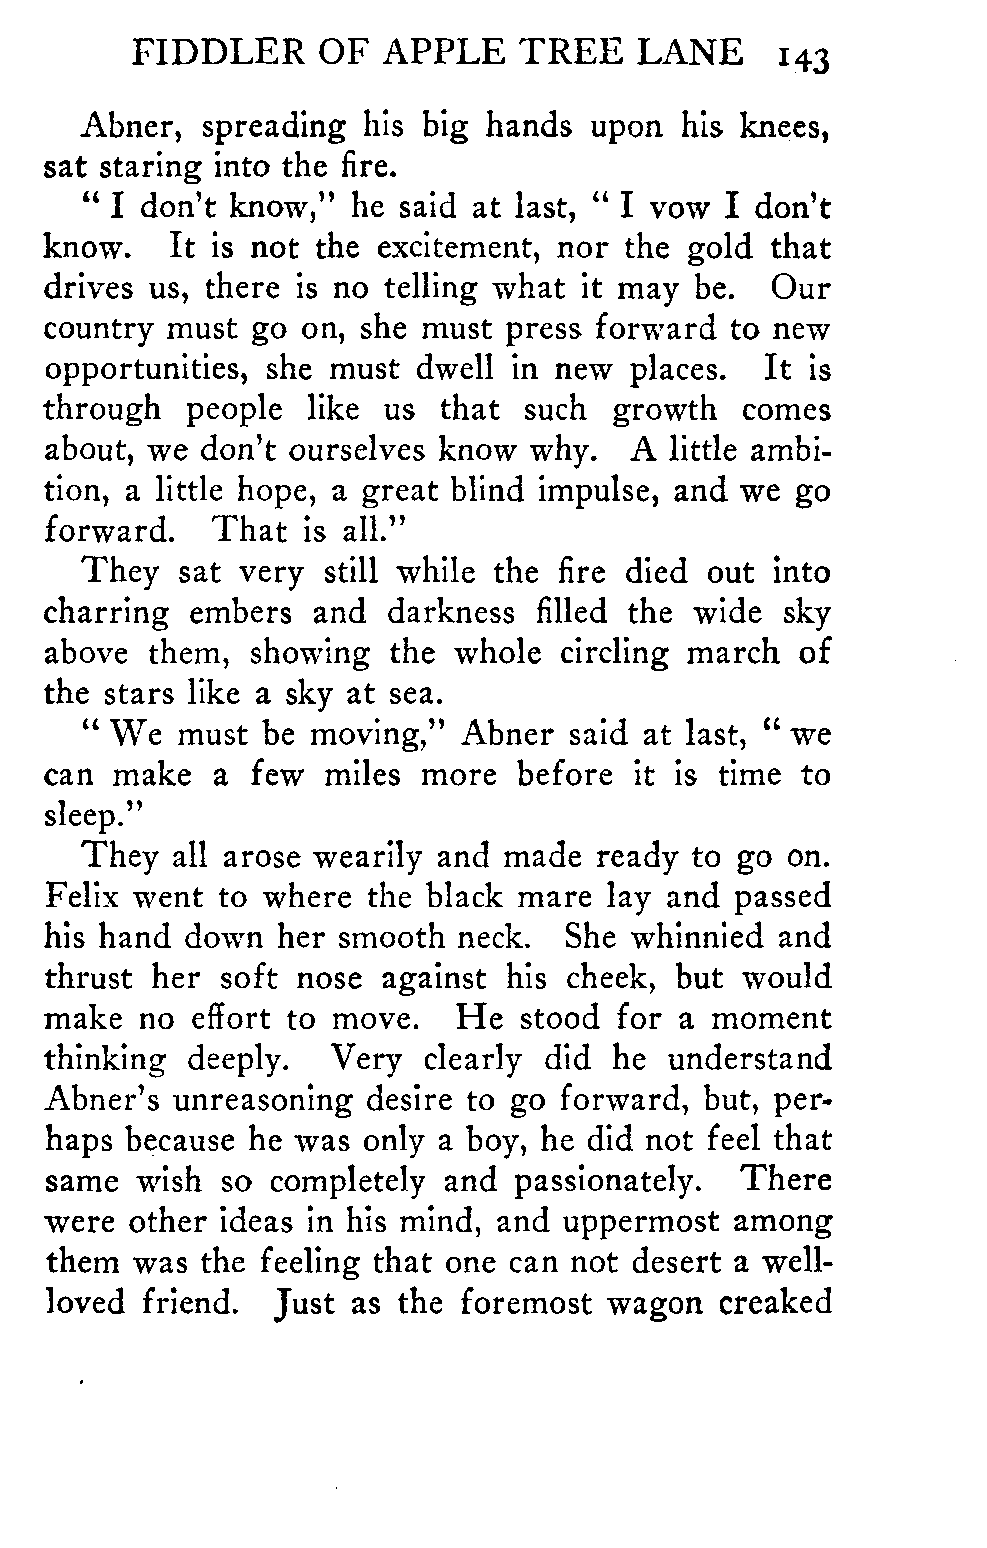 FIDDLER OF APPLE TREE LANE 143
Abner, spreading his big hands upon his knees,
sat staring into the fire.
" I don't know," he said at last, " I vow I don't
know. It is not the excitement, nor the gold that
drives us, there is no telling what it may be. Our
country must go on, she must press forward to new
opportunities, she must dwell in new places. It is
through people like us that such growth comes
about, we don't ourselves know why. A little ambi-
tion, a little hope, a great blind impulse, and we go
forward. That is all."
They sat very still while the fire died out into
charring embers and darkness filled the wide sky
above them, showing the whole circling march of
the stars like a sky at sea.
" We must be moving," Abner said at last, " we
can make a few miles more before it is time to
sleep."
They all arose wearily and made ready to go on.
Felix went to where the black mare lay and passed
his hand down her smooth neck. She whinnied and
thrust her soft nose against his cheek, but would
make no effort to move. He stood for a moment
thinking deeply. Very clearly did he understand
Abner's unreasoning desire to go forward, but, per-
haps because he was only a boy, he did not feel that
same wish so completely and passionately. There
were other ideas in his mind, and uppermost among
them was the feeling that one can not desert a well-
loved friend. Just as the foremost wagon creaked